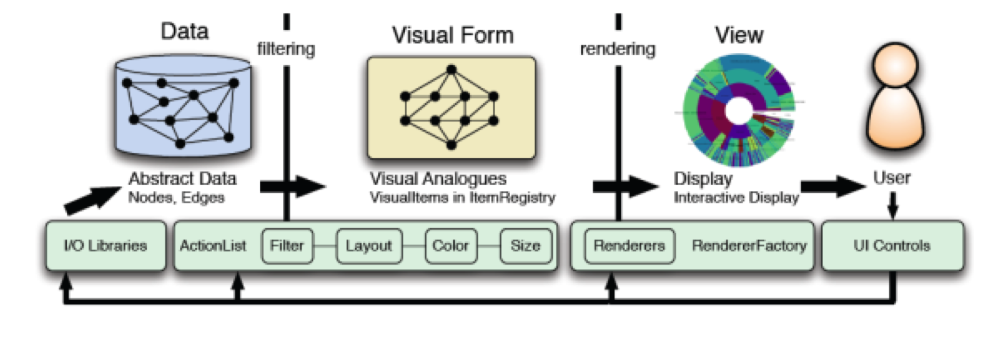 Data
filtering
Visual Form
rendering
View
Abstract Data
Nodes, Edges
Visual Analogues
VisualItems in ItemRegistry
Display
Interactive Display
User
I/O Libraries
ActionList
Filter
Layout
Color
Size
Renderers
RendererFactory
UI Controls